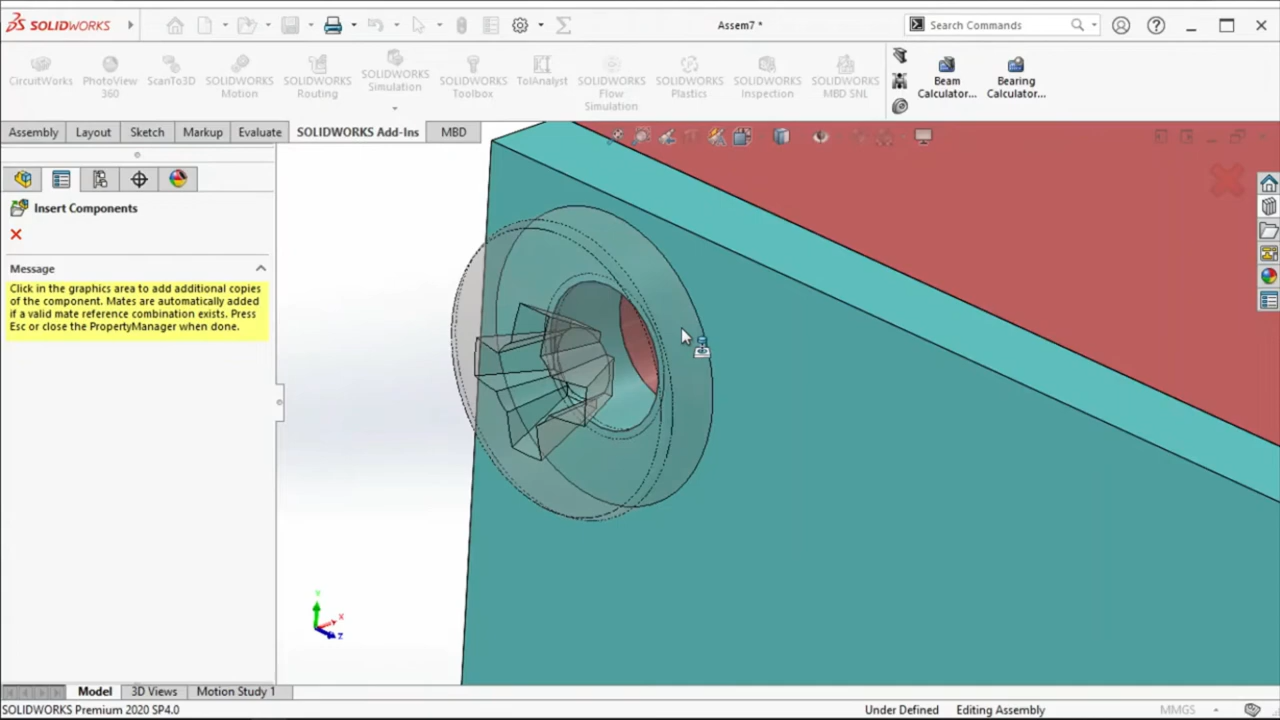 SOLIDWORKS
Assem7 *
Search Commands
CircuitWorks
PhotoView
360
ScanTo3D
SOLIDWORKS
Motion
SOLIDWORKS
Routing
SOLIDWORKS
Simulation
SOLIDWORKS
Toolbox
TolAnalyst
SOLIDWORKS
Flow
Simulation
SOLIDWORKS
Plastics
SOLIDWORKS
Inspection
SOLIDWORKS
MBD SNL
Beam
Calculator...
Bearing
Calculator...
Assembly
Layout
Sketch
Markup
Evaluate
SOLIDWORKS Add-Ins
MBD
Insert Components
Message
Click in the graphics area to add additional copies
of the component. Mates are automatically added
if a valid mate reference combination exists. Press
Esc or close the PropertyManager when done.
Y
X
Z
Model
3D Views
Motion Study 1
SOLIDWORKS Premium 2020 SP4.0
Under Defined
Editing Assembly
MMGS